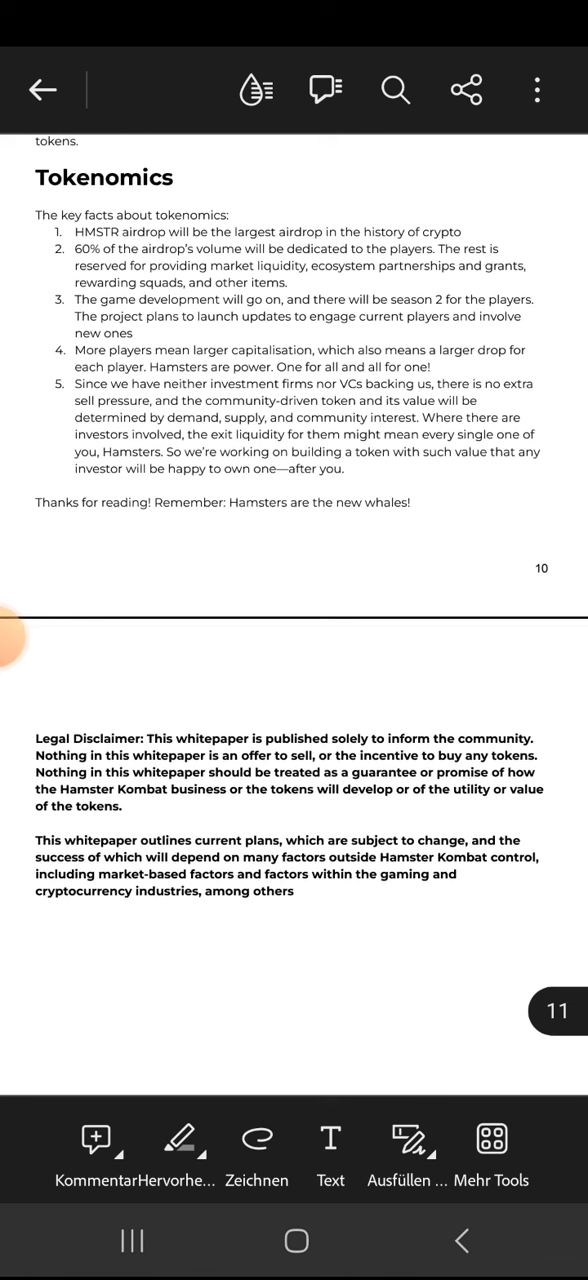 tokens.
Tokenomics
The key facts about tokenomics:
1. HMSTR airdrop will be the largest airdrop in the history of crypto
2. 60% of the airdrop's volume will be dedicated to the players. The rest is
reserved for providing market liquidity, ecosystem partnerships and grants,
rewarding squads, and other items.
3. The game development will go on, and there will be season 2 for the players.
The project plans to launch updates to engage current players and involve
new ones
4. More players mean larger capitalisation, which also means a larger drop for
each player. Hamsters are power. One for all and all for one!
5. Since we have neither investment firms nor VCs backing us, there is no extra
sell pressure, and the community-driven token and its value will be
determined by demand, supply, and community interest. Where there are
investors involved, the exit liquidity for them might mean every single one of
you, Hamsters. So we're working on building a token with such value that any
investor will be happy to own one—after you.
Thanks for reading! Remember: Hamsters are the new whales!
10
Legal Disclaimer: This whitepaper is published solely to inform the community.
Nothing in this whitepaper is an offer to sell, or the incentive to buy any tokens.
Nothing in this whitepaper should be treated as a guarantee or promise of how
the Hamster Kombat business or the tokens will develop or of the utility or value
of the tokens.
This whitepaper outlines current plans, which are subject to change, and the
success of which will depend on many factors outside Hamster Kombat control,
including market-based factors and factors within the gaming and
cryptocurrency industries, among others
11
Kommentar Hervorhe... Zeichnen Text Ausfüllen ... Mehr Tools